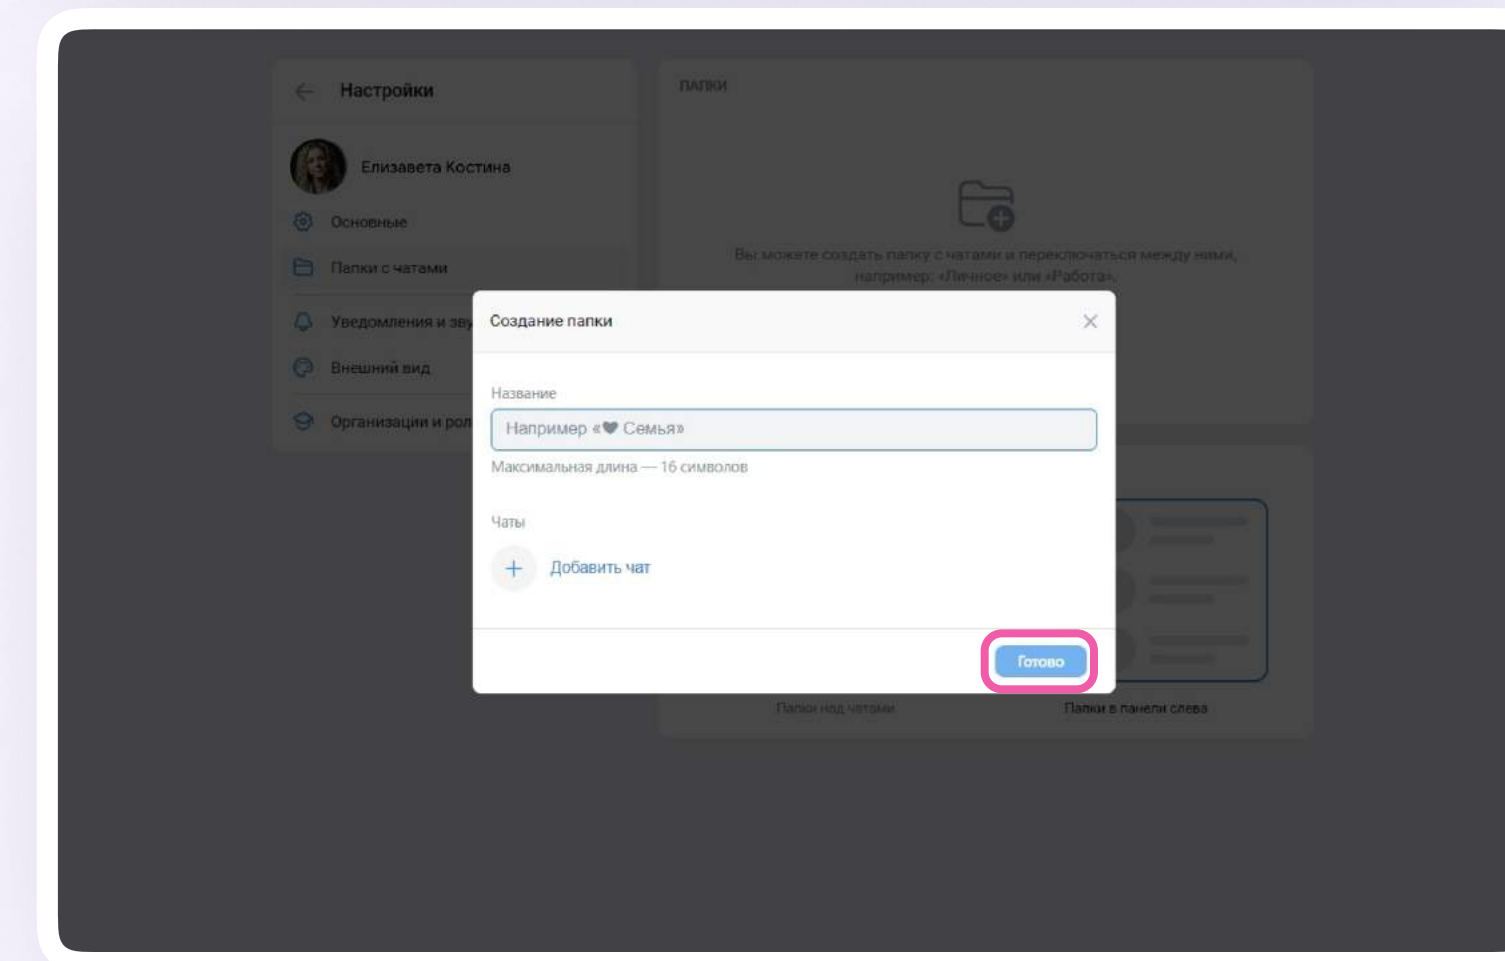 Настройки
Елизавета Костина
Основные
Папки с чатами
Уведомления и зву
Внешний вид
Организации и рол
ПАПКИ
Вы можете создать папку с чатами и переключаться между ними,
например: «Личное» или «Работа».
Создание папки
Название
Например «🖤 Семья»
Максимальная длина — 16 символов
Чаты
+ Добавить чат
Готово
Папки над чатами
Папки в панели слева